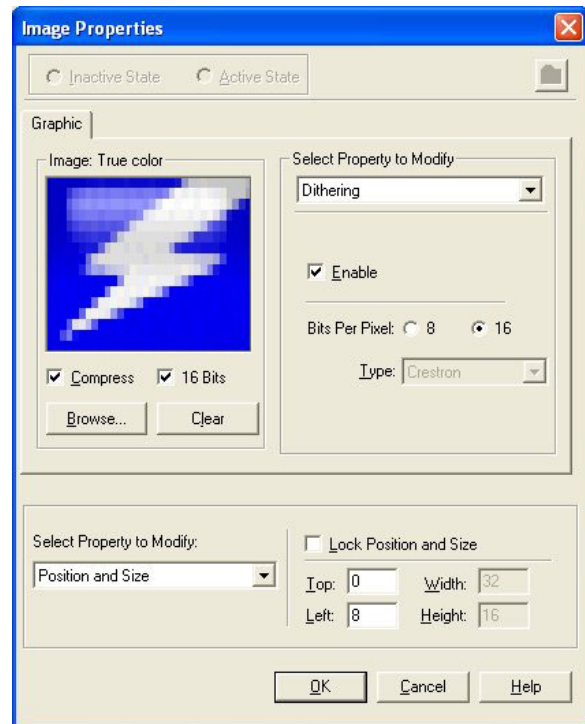 Image Properties
Inactive State Active State
Graphic
Image: True color
Compress 16 Bits
Browse... Clear
Select Property to Modify
Dithering
Enable
Bits Per Pixel: 8 16
Type: Crestron
Select Property to Modify:
Position and Size
Lock Position and Size
Top: 0 Width: 32
Left: 8 Height: 16
OK Cancel Help